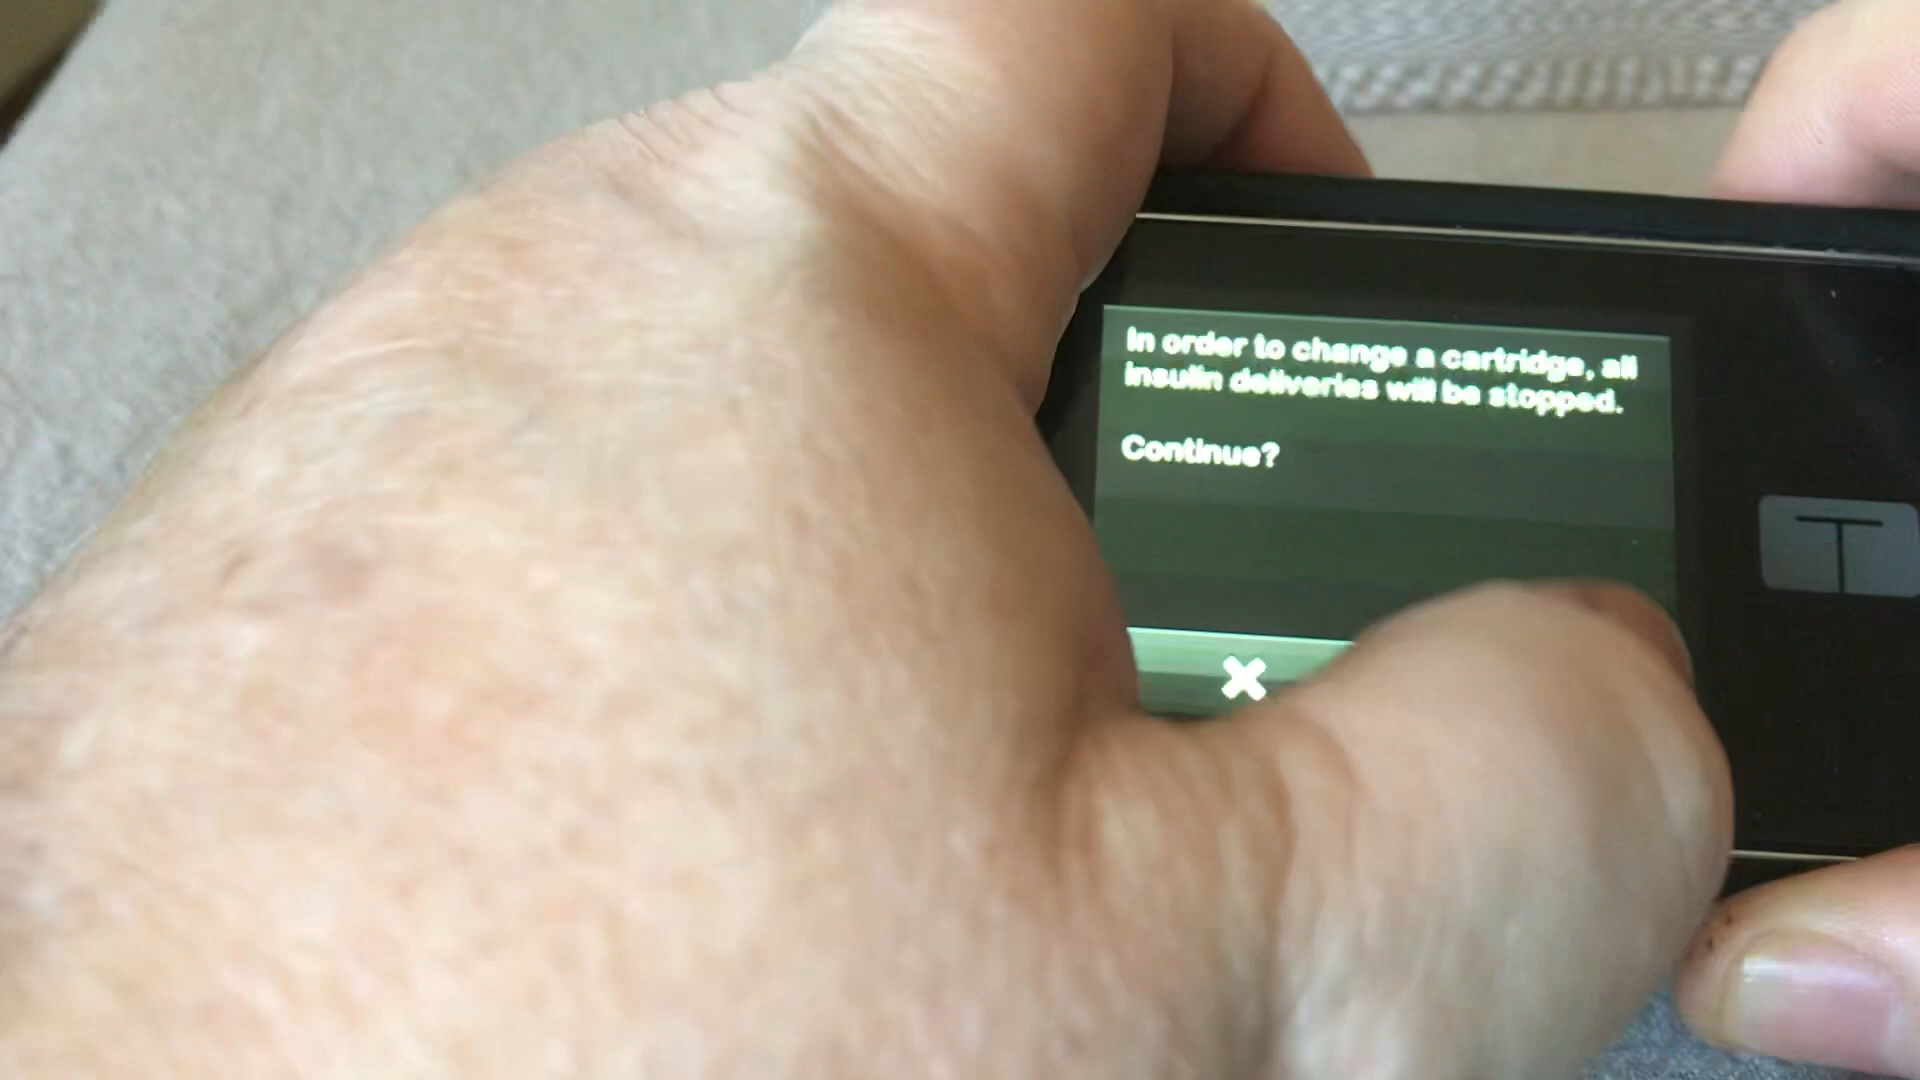 In order to change a cartridge, all
insulin deliveries will be stopped.
Continue?